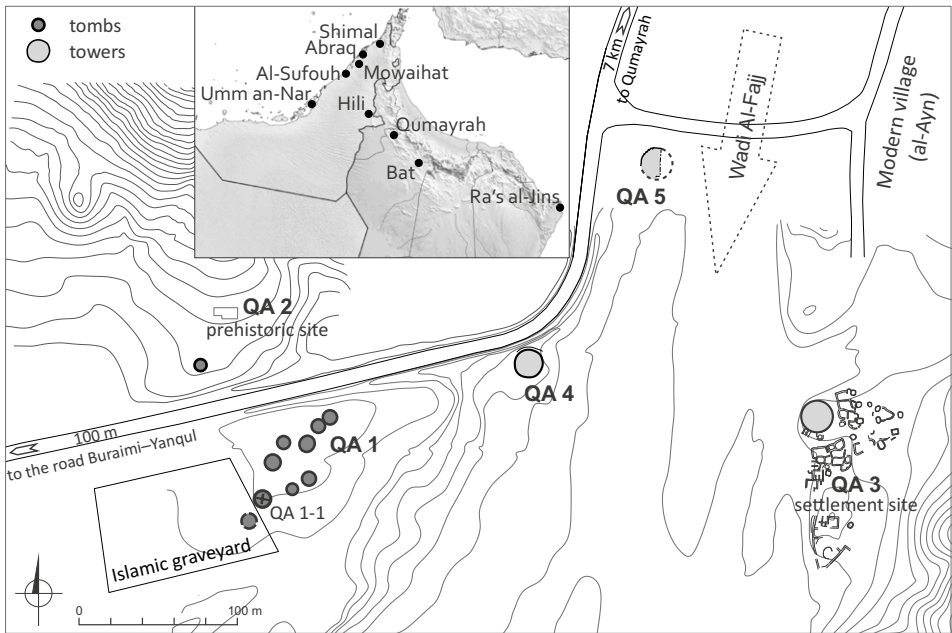 tombs
towers
Shimal
Abraq
Al-Sufouh
Mowaihat
Umm an-Nar
Hili
Qumayrah
Bat
Ra's al-Jins
7 km
to Qumayrah
Wadi Al-Fajj
Modern village
(al-Ayn)
QA 5
QA 2
prehistoric site
QA 4
100 m
to the road Buraimi–Yanqul
QA 1
QA 1-1
QA 3
settlement site
Islamic graveyard
0
100 m